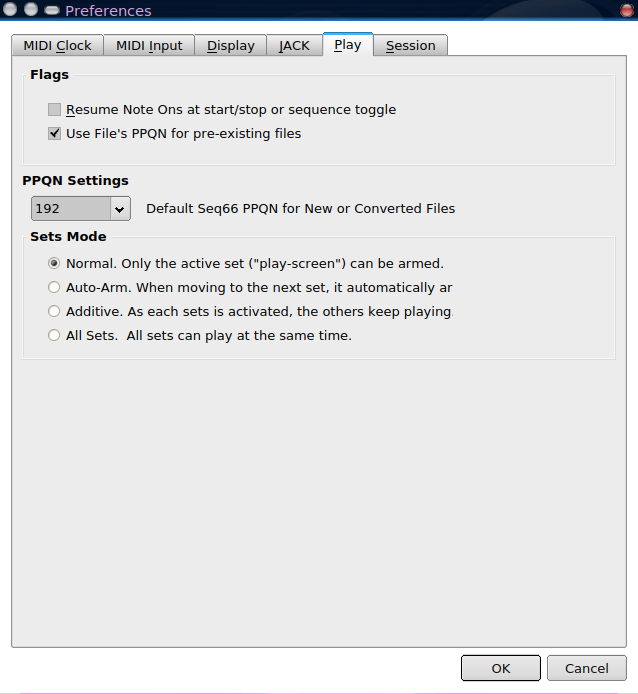 Preferences
MIDI Clock MIDI Input Display JACK Play Session
Flags
Resume Note Ons at start/stop or sequence toggle
Use File's PPQN for pre-existing files
PPQN Settings
192 Default Seq66 PPQN for New or Converted Files
Sets Mode
Normal. Only the active set ("play-screen") can be armed.
Auto-Arm. When moving to the next set, it automatically ar
Additive. As each sets is activated, the others keep playing.
All Sets.  All sets can play at the same time.
OK Cancel